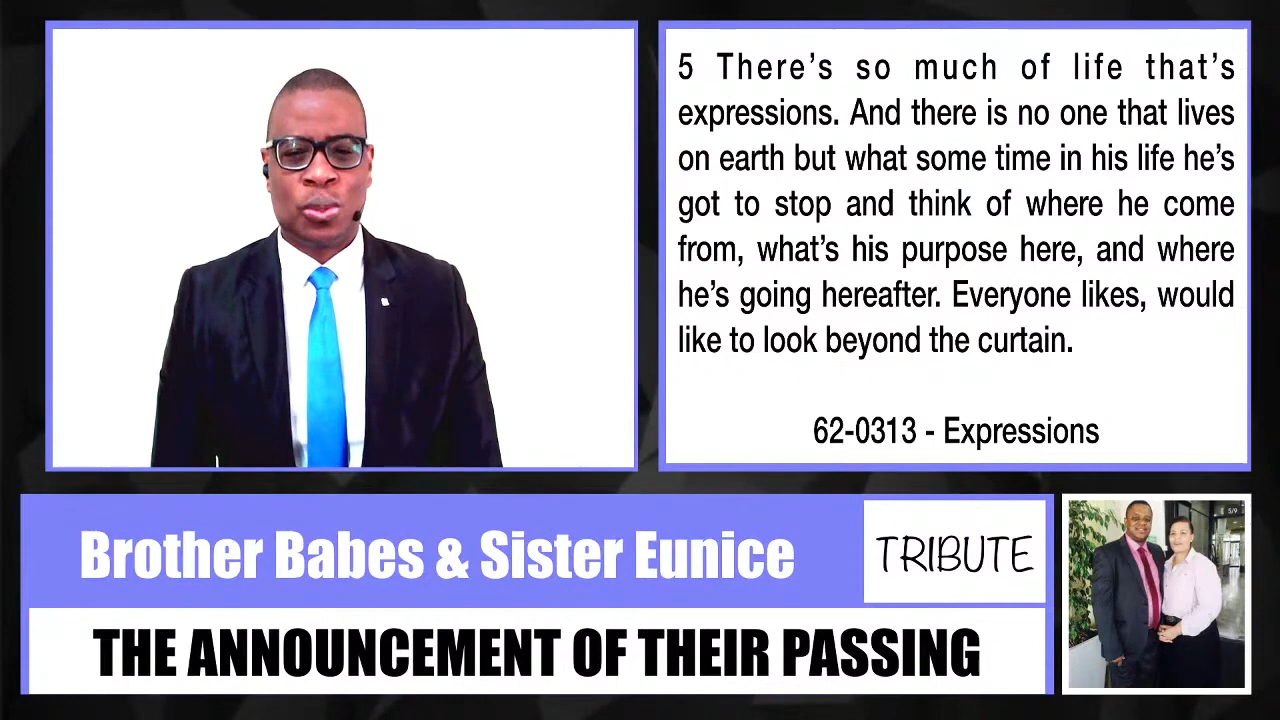 5 There's so much of life that's
expressions. And there is no one that lives
on earth but what some time in his life he's
got to stop and think of where he come
from, what's his purpose here, and where
he's going hereafter. Everyone likes, would
like to look beyond the curtain.
62-0313 - Expressions
Brother Babes & Sister Eunice
TRIBUTE
THE ANNOUNCEMENT OF THEIR PASSING
5/9